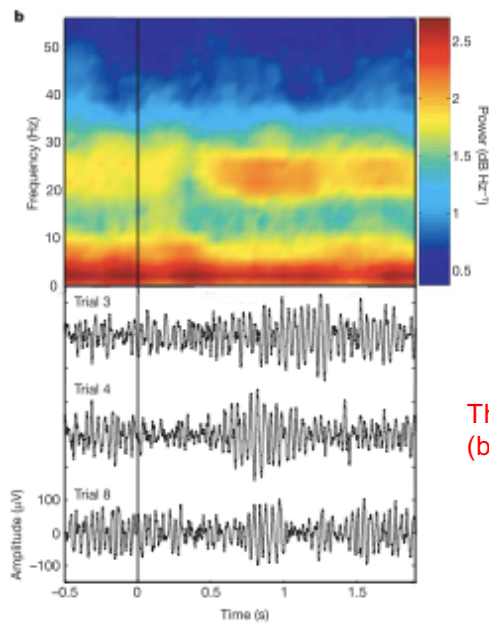 b
50
40
30
20
10
0
Frequency (Hz)
2.5
2
1.5
1
0.5
Power (dB Hz⁻¹)
Trial 3
Trial 4
Trial 8
100
0
−100
Amplitude (μV)
−0.5 0 0.5 1 1.5
Time (s)
Th
(b